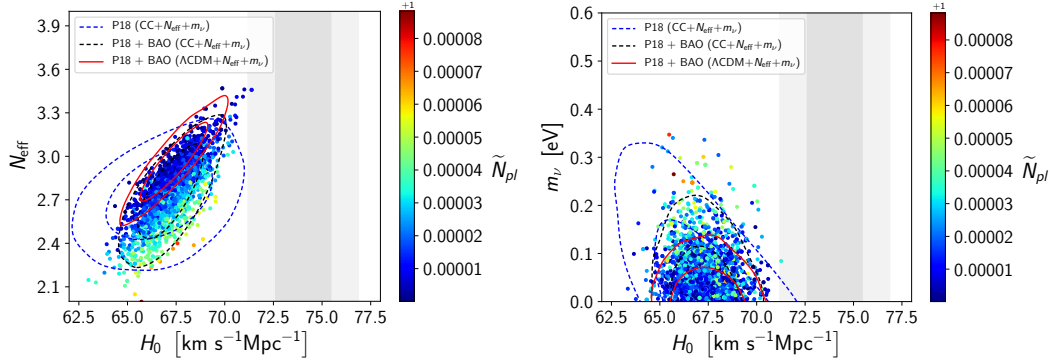 +1
P18 (CC+N_eff+m_ν)
P18 + BAO (CC+N_eff+m_ν)
P18 + BAO (ΛCDM+N_eff+m_ν)
3.9
3.6
3.3
3.0
2.7
2.4
2.1
N_eff
62.5 65.0 67.5 70.0 72.5 75.0 77.5
H_0 [km s^−1Mpc^−1]
0.00008
0.00007
0.00006
0.00005
0.00004
0.00003
0.00002
0.00001
Ñ_pl
+1
P18 (CC+N_eff+m_ν)
P18 + BAO (CC+N_eff+m_ν)
P18 + BAO (ΛCDM+N_eff+m_ν)
0.6
0.5
0.4
0.3
0.2
0.1
0.0
m_ν [eV]
62.5 65.0 67.5 70.0 72.5 75.0 77.5
H_0 [km s^−1Mpc^−1]
0.00008
0.00007
0.00006
0.00005
0.00004
0.00003
0.00002
0.00001
Ñ_pl